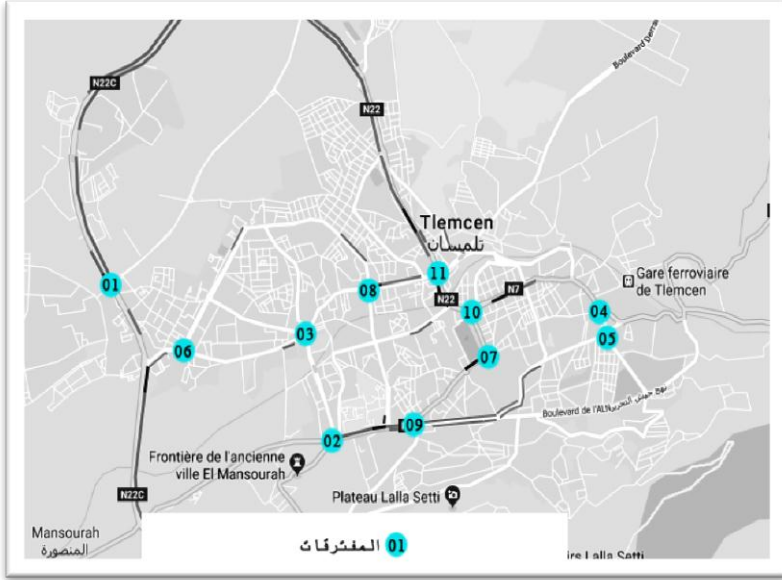 N22C
N22
Boulevard Derra
Tlemcen
تلمسان
01
11
Gare ferroviaire
de Tlemcen
08
N22
N7
10
04
03
05
06
07
Boulevard de l'ALN
09
02
Frontière de l'ancienne
ville El Mansourah
N22C
Plateau Lalla Setti
Mansourah
المنصورة
irs Lalla Setti
01 المفترقات